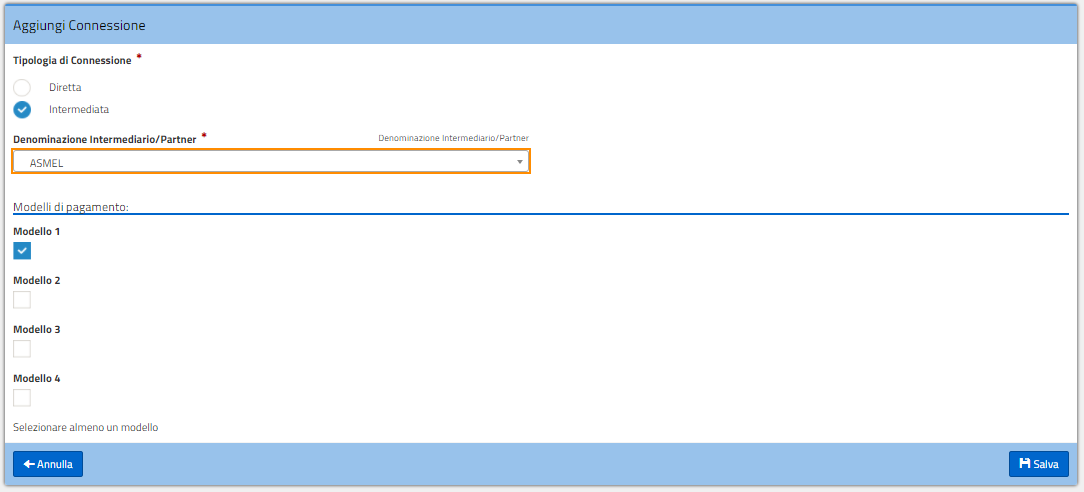 Aggiungi Connessione
Tipologia di Connessione *
Diretta
Intermediata
Denominazione Intermediario/Partner * Denominazione Intermediario/Partner
ASMEL
Modelli di pagamento:
Modello 1
Modello 2
Modello 3
Modello 4
Selezionare almeno un modello
Annulla Salva